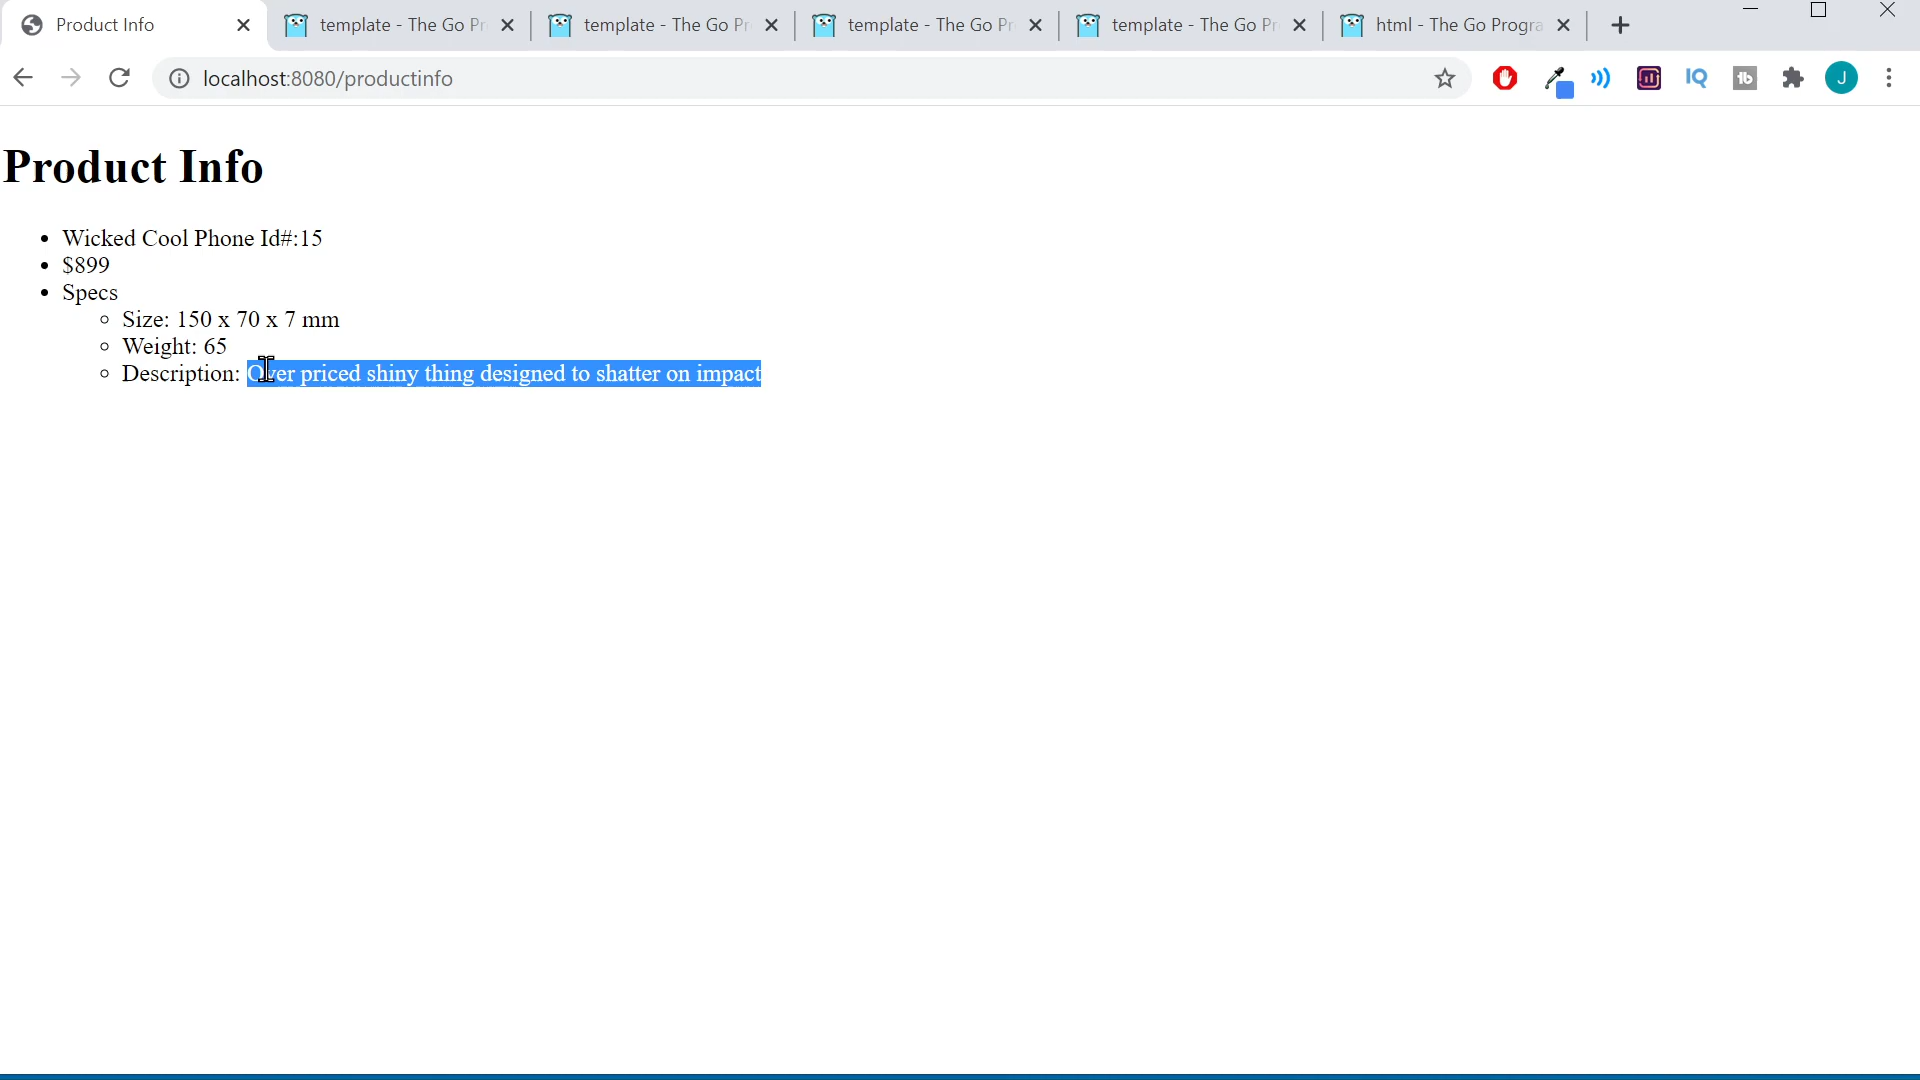 Product Info
template - The Go Pr
template - The Go Pr
template - The Go Pr
template - The Go Pr
html - The Go Progra
localhost:8080/productinfo
IQ
tb
J
Product Info
Wicked Cool Phone Id#:15
$899
Specs
Size: 150 x 70 x 7 mm
Weight: 65
Description: Over priced shiny thing designed to shatter on impact